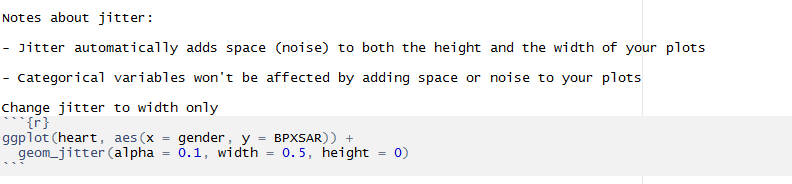 Notes about jitter:
- Jitter automatically adds space (noise) to both the height and the width of your plots
- Categorical variables won't be affected by adding space or noise to your plots
Change jitter to width only
```{r}
ggplot(heart, aes(x = gender, y = BPXSAR)) +
  geom_jitter(alpha = 0.1, width = 0.5, height = 0)
```